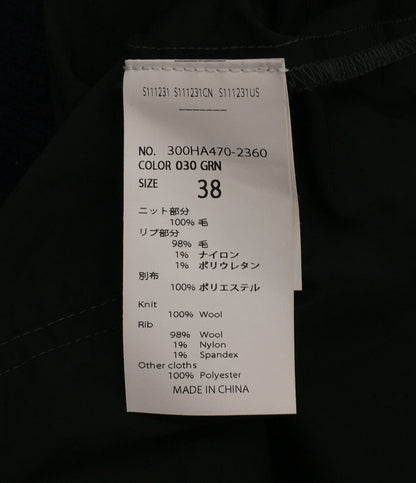 S111231 S111231CN S111231US
NO. 300HA470-2360
COLOR 030 GRN
SIZE 38
ニット部分
100% 毛
リブ部分
98% 毛
1% ナイロン
1% ポリウレタン
別布
100% ポリエステル
Knit
100% Wool
Rib
98% Wool
1% Nylon
1% Spandex
Other cloths
100% Polyester
MADE IN CHINA